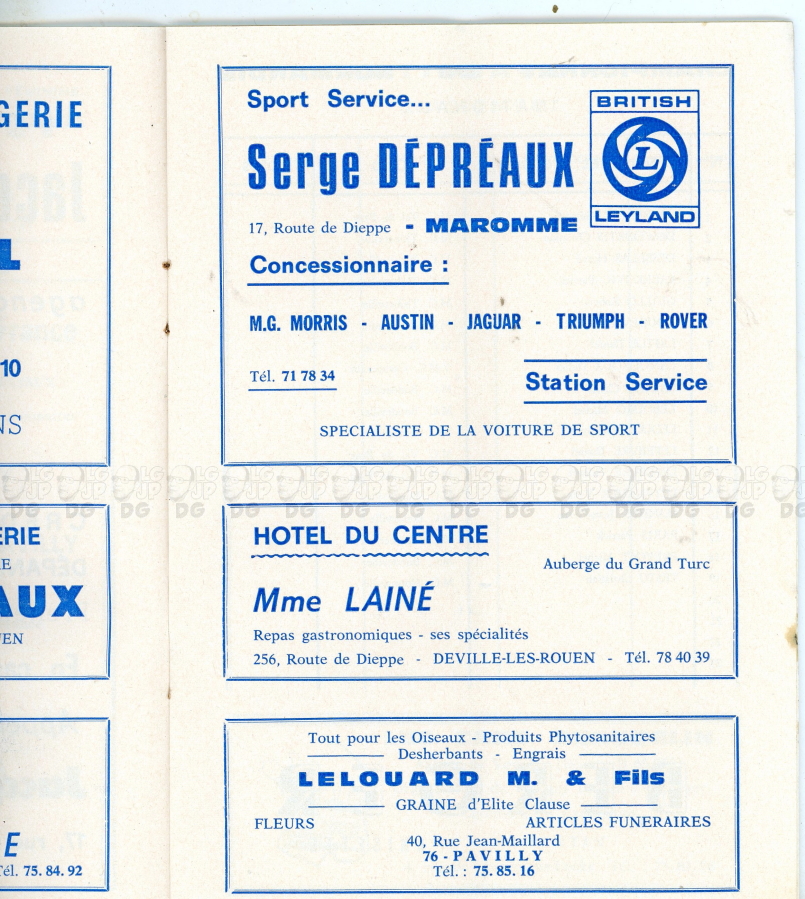 GERIE
L
10
NS
ERIE
E
AUX
EN
E
Tél. 75.84.92
Sport Service...
BRITISH
L
LEYLAND
Serge DÉPRÉAUX
17, Route de Dieppe - MAROMME
Concessionnaire :
M.G. MORRIS - AUSTIN - JAGUAR - TRIUMPH - ROVER
Tél. 71 78 34
Station Service
SPECIALISTE DE LA VOITURE DE SPORT
LG JP DG
HOTEL DU CENTRE
Auberge du Grand Turc
Mme LAINÉ
Repas gastronomiques - ses spécialités
256, Route de Dieppe - DEVILLE-LES-ROUEN - Tél. 78 40 39
Tout pour les Oiseaux - Produits Phytosanitaires
Desherbants - Engrais
LELOUARD M. & Fils
GRAINE d'Elite Clause
FLEURS ARTICLES FUNERAIRES
40, Rue Jean-Maillard
76 - PAVILLY
Tél. : 75.85.16